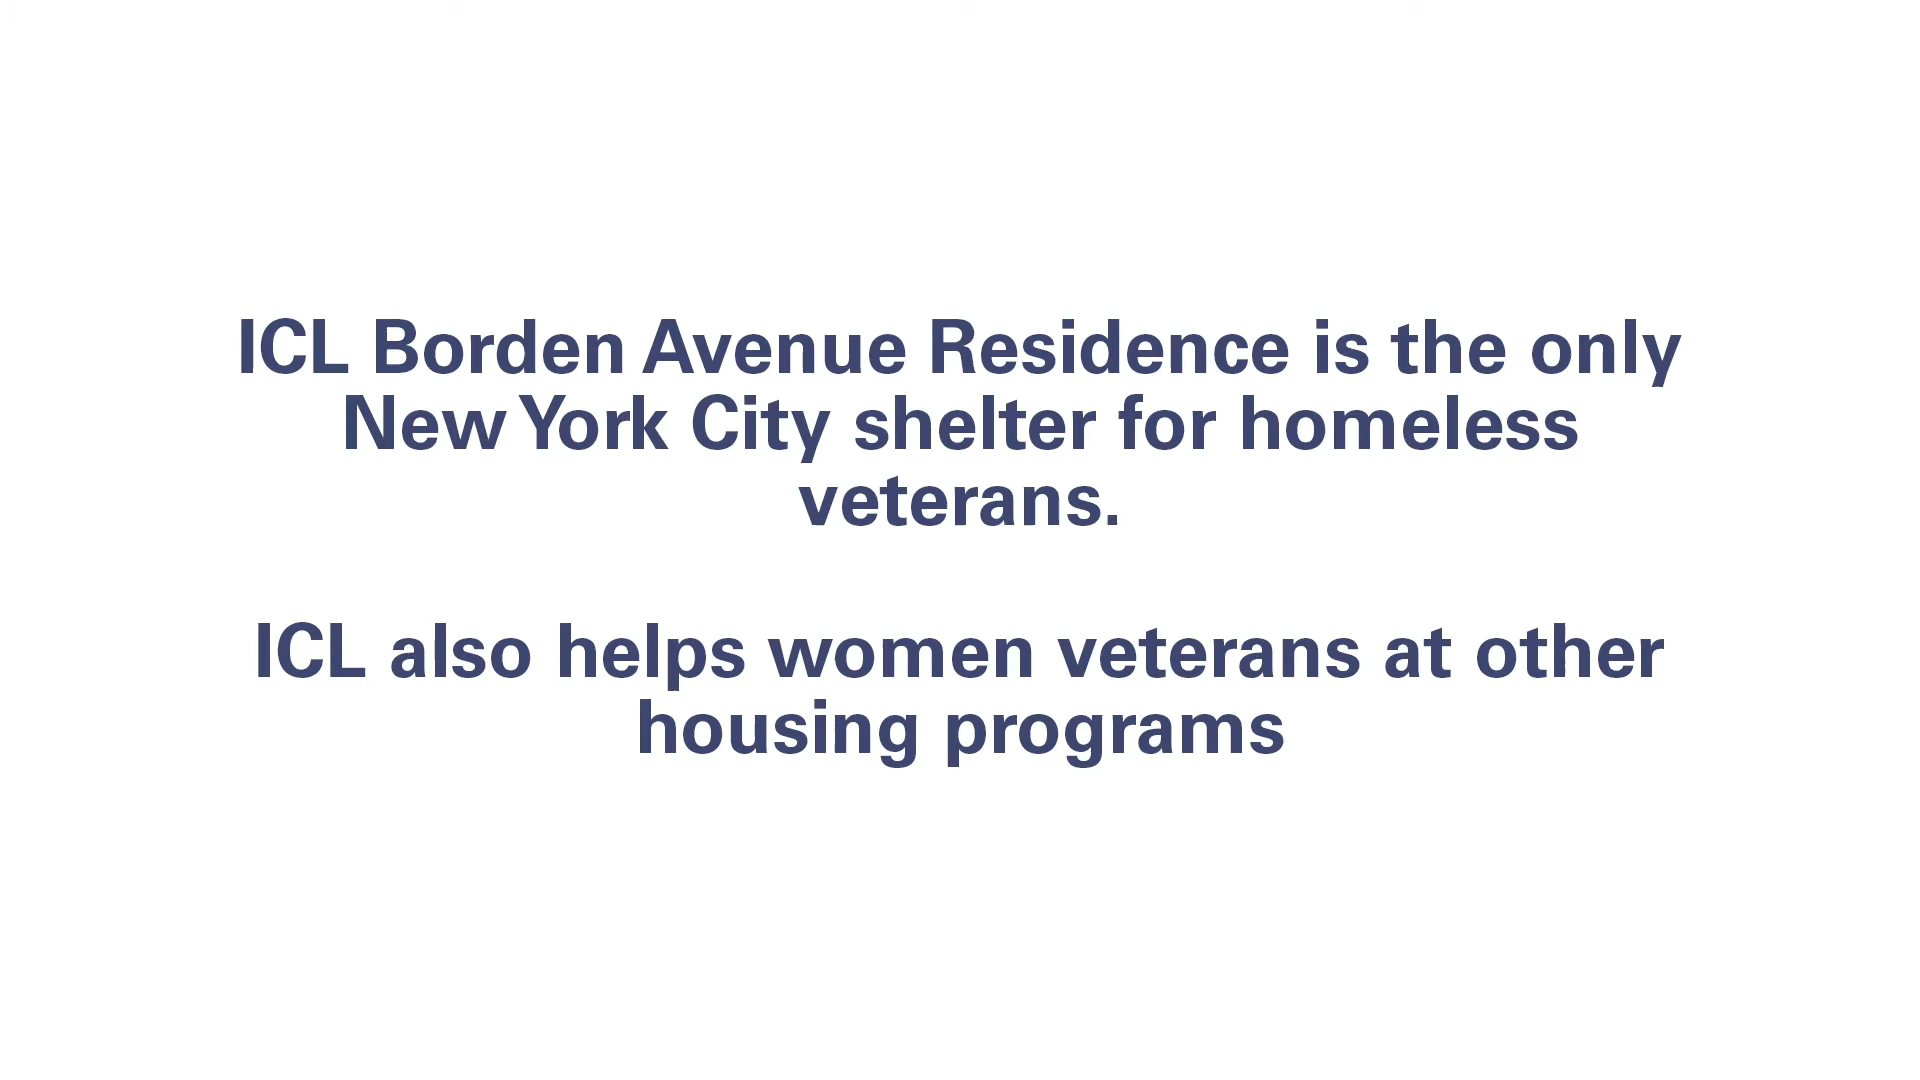 ICL Borden Avenue Residence is the only
New York City shelter for homeless
veterans.
ICL also helps women veterans at other
housing programs